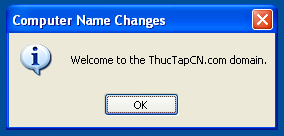 Computer Name Changes
Welcome to the ThucTapCN.com domain.
OK